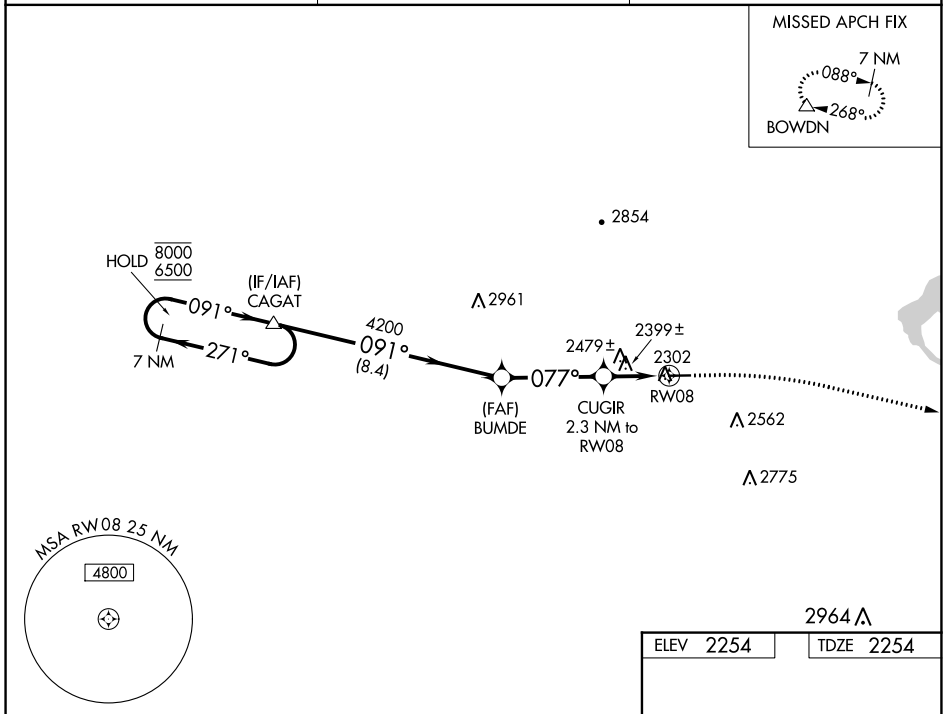 MISSED APCH FIX
7 NM
088°
268°
BOWDN
2854
HOLD
8000
6500
(IF/IAF)
CAGAT
091°
271°
7 NM
2961
4200
091°
(8.4)
2479±
2399±
2302
077°
RW08
(FAF)
BUMDE
CUGIR
2.3 NM to
RW08
2562
2775
MSA RW08 25 NM
4800
2964
ELEV 2254
TDZE 2254